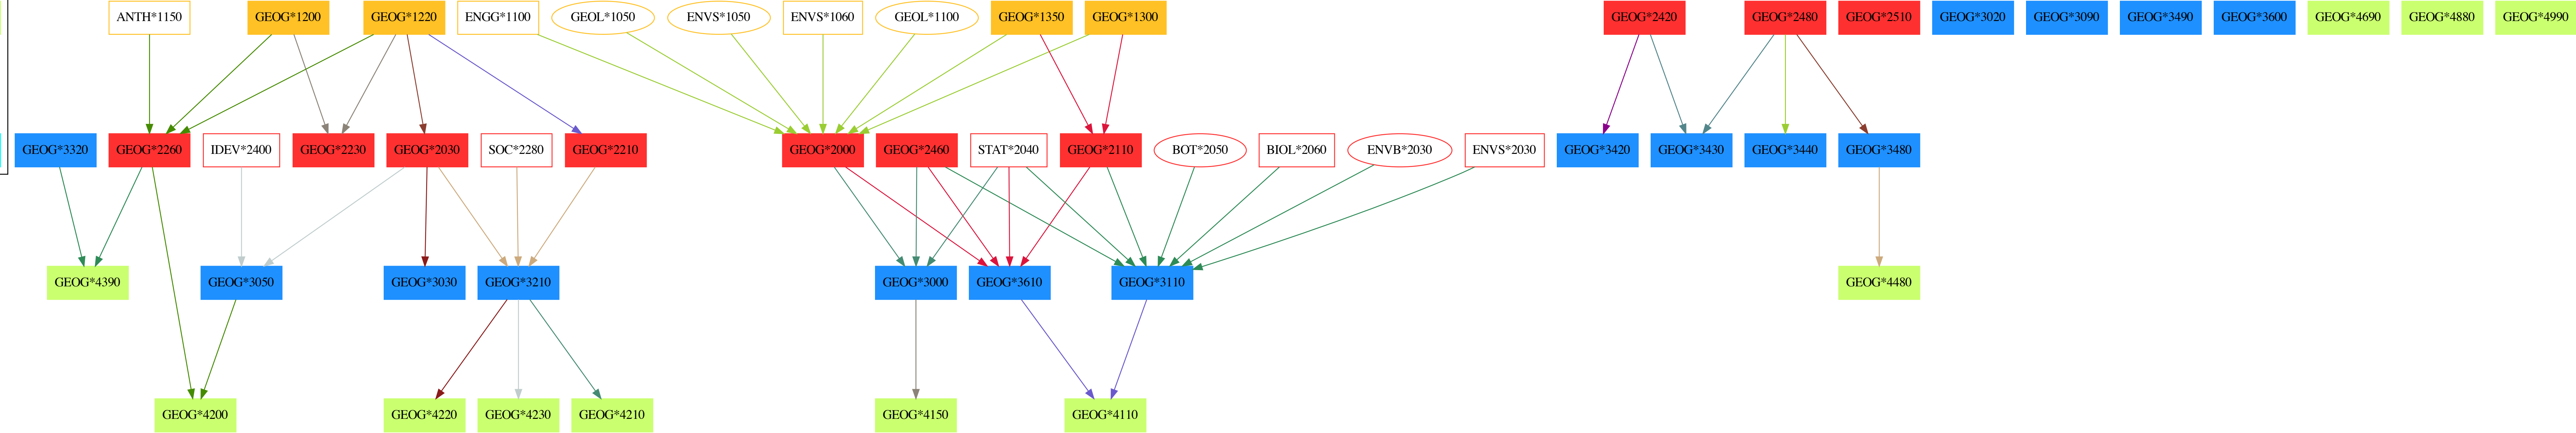 ANTH*1150 GEOG*1200 GEOG*1220 ENGG*1100 GEOL*1050 ENVS*1050 ENVS*1060 GEOL*1100 GEOG*1350 GEOG*1300 GEOG*2420 GEOG*2480 GEOG*2510 GEOG*3020 GEOG*3090 GEOG*3490 GEOG*3600 GEOG*4690 GEOG*4880 GEOG*4990
GEOG*3320 GEOG*2260 IDEV*2400 GEOG*2230 GEOG*2030 SOC*2280 GEOG*2210 GEOG*2000 GEOG*2460 STAT*2040 GEOG*2110 BOT*2050 BIOL*2060 ENVB*2030 ENVS*2030 GEOG*3420 GEOG*3430 GEOG*3440 GEOG*3480
GEOG*4390 GEOG*3050 GEOG*3030 GEOG*3210 GEOG*3000 GEOG*3610 GEOG*3110 GEOG*4480
GEOG*4200 GEOG*4220 GEOG*4230 GEOG*4210 GEOG*4150 GEOG*4110